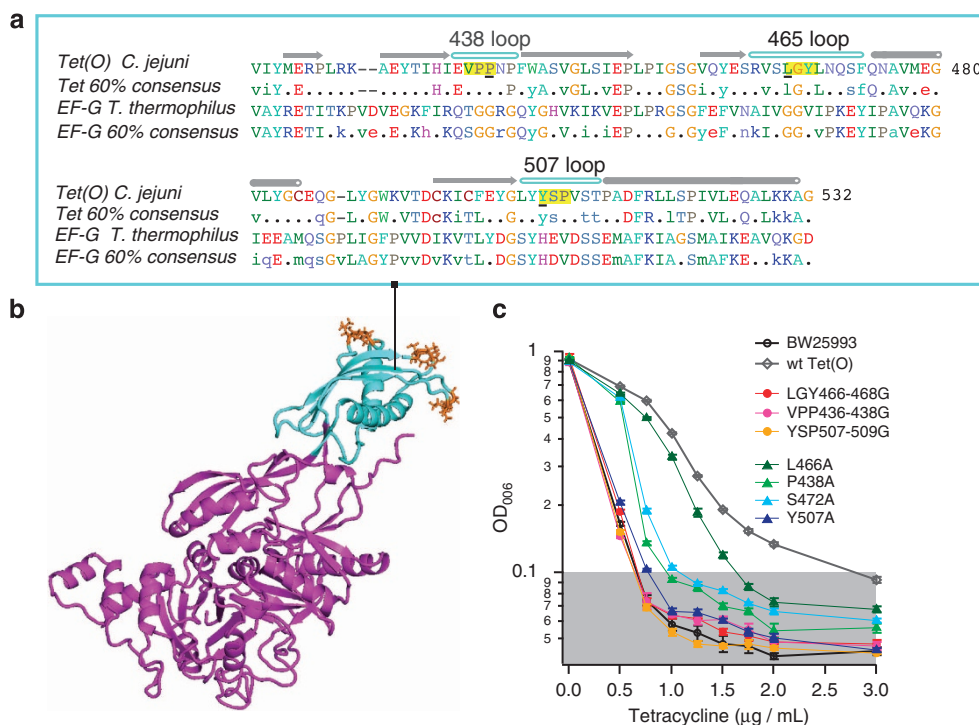 a
438 loop 465 loop
Tet(O) C. jejuni VIYMERPLRK--AEYTIHIEVPPNPFWASVGLSIEPLPIGSGVQYESRVSLGYLNQSFQNAVMEG 480
Tet 60% consensus viY.E..............E....P..yA.vG.L.vEP...GSG..y.....v..lG.L...sfQ.Av.e.
EF-G T. thermophilus VAYRETITKPVDVEGKFIRQTGGRGQYGHVKIKVEPLPRGSGFEFVNAIVGGVIPKEYIPAVQKG
EF-G 60% consensus VAYRETI.k.ve.E.Kh.KQSGGrGQyG.V.i.iEP....G.gyeF.nkI.GG.vPKEYIPaVeKG
507 loop
Tet(O) C. jejuni VLYGCEQG-LYGWKVTDCKICFEYGLYYSPVSTPADFRLLSPIVLEQALKKAG 532
Tet 60% consensus v.....qG-L.GW.VTDCkiTL..G.ys..tt..DFR.lTP.VL.Q.Lkka.
EF-G T. thermophilus IEEAMQSGPLIGFPVVDIKVTLYDGSYHEVDSSEMAFKIAGSMAIKEAVQKGD
EF-G 60% consensus iqE.mqsGvLAGYPvvDvKvtL.DGSYHDVDSSEmAFKIA.SmAFKE..kKA.
b
c
OD006
1
9
8
7
6
5
4
3
2
0.1
9
8
7
6
5
BW25993
wt Tet(O)
LGY466-468G
VPP436-438G
YSP507-509G
L466A
P438A
S472A
Y507A
0.0 0.5 1.0 1.5 2.0 2.5 3.0
Tetracycline (μg / mL)